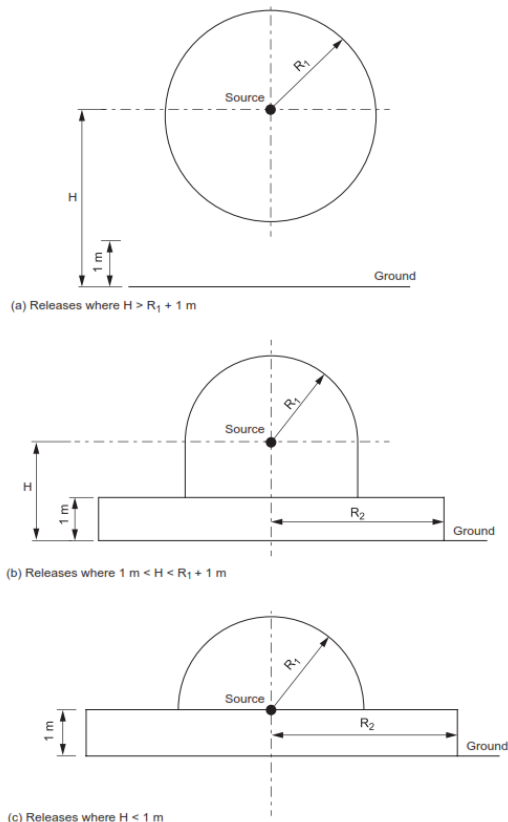 R₁
Source
H
1 m
Ground
(a) Releases where H > R₁ + 1 m
R₁
Source
H
1 m
R₂
Ground
(b) Releases where 1 m < H < R₁ + 1 m
R₁
Source
1 m
R₂
Ground
(c) Releases where H < 1 m